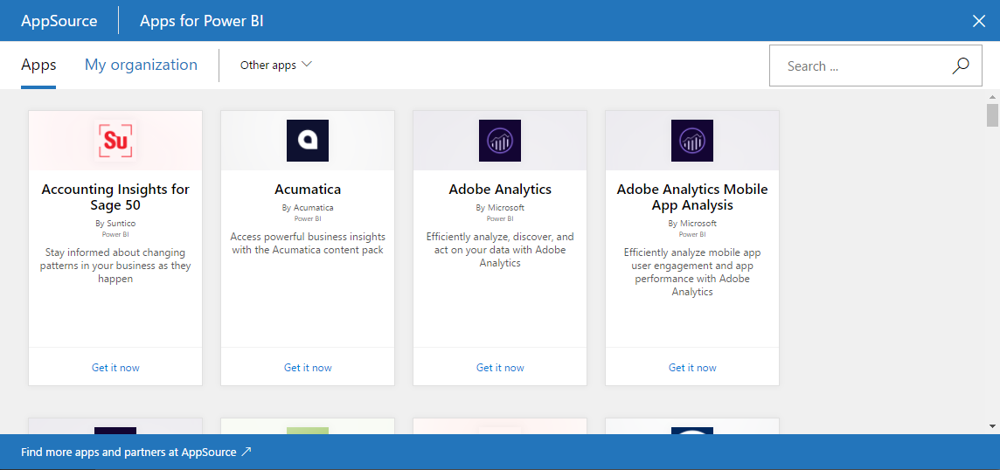 AppSource
Apps for Power BI
Apps
My organization
Other apps
Search ...
Su
Accounting Insights for
Sage 50
By Suntico
Power BI
Stay informed about changing
patterns in your business as they
happen
Get it now
a
Acumatica
By Acumatica
Power BI
Access powerful business insights
with the Acumatica content pack
Get it now
Adobe Analytics
By Microsoft
Power BI
Efficiently analyze, discover, and
act on your data with Adobe
Analytics
Get it now
Adobe Analytics Mobile
App Analysis
By Microsoft
Power BI
Efficiently analyze mobile app
user engagement and app
performance with Adobe
Analytics
Get it now
Find more apps and partners at AppSource